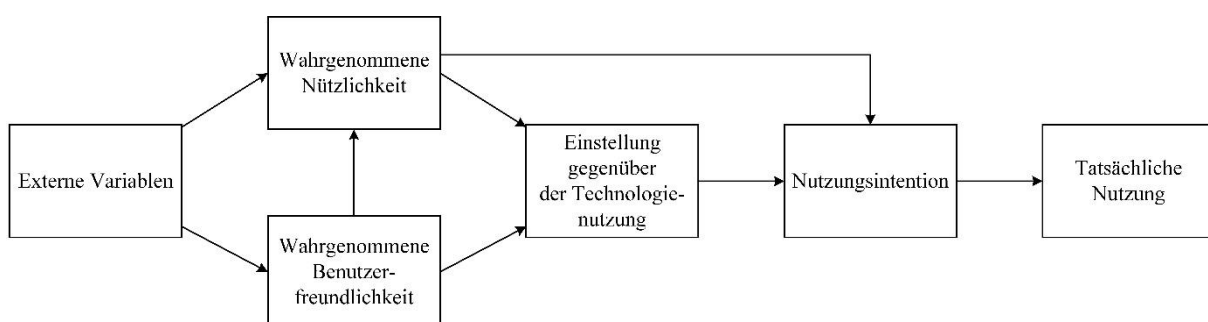 Externe Variablen
Wahrgenommene
Nützlichkeit
Wahrgenommene
Benutzer-
freundlichkeit
Einstellung
gegenüber
der Technologie-
nutzung
Nutzungsintention
Tatsächliche
Nutzung